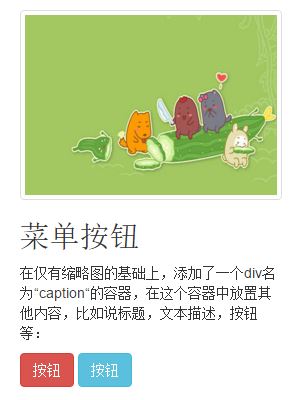 菜单按钮
在仅有缩略图的基础上，添加了一个div名
为“caption“的容器，在这个容器中放置其
他内容，比如说标题，文本描述，按钮
等：
按钮 按钮